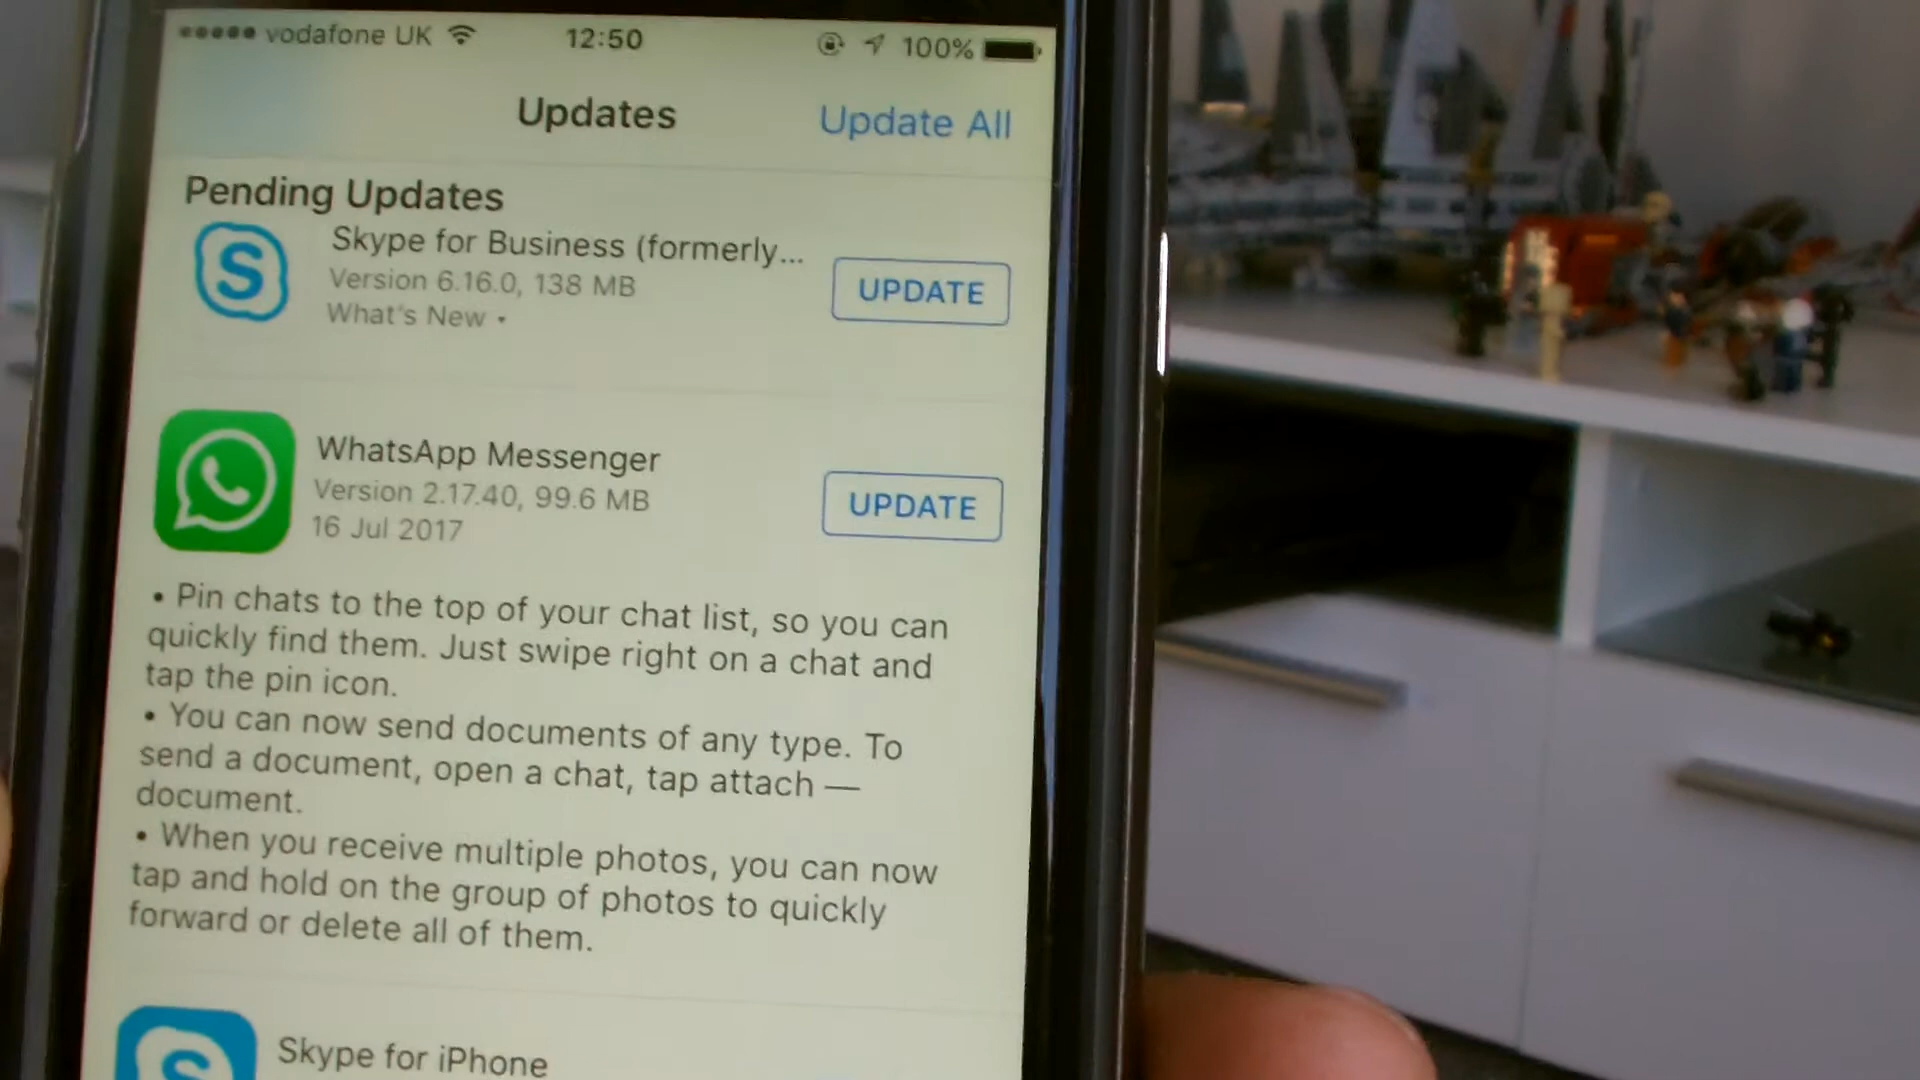 vodafone UK 12:50 100%
Updates Update All
Pending Updates
Skype for Business (formerly...
Version 6.16.0, 138 MB
What's New •
UPDATE
WhatsApp Messenger
Version 2.17.40, 99.6 MB
16 Jul 2017
UPDATE
• Pin chats to the top of your chat list, so you can
quickly find them. Just swipe right on a chat and
tap the pin icon.
• You can now send documents of any type. To
send a document, open a chat, tap attach —
document.
• When you receive multiple photos, you can now
tap and hold on the group of photos to quickly
forward or delete all of them.
Skype for iPhone